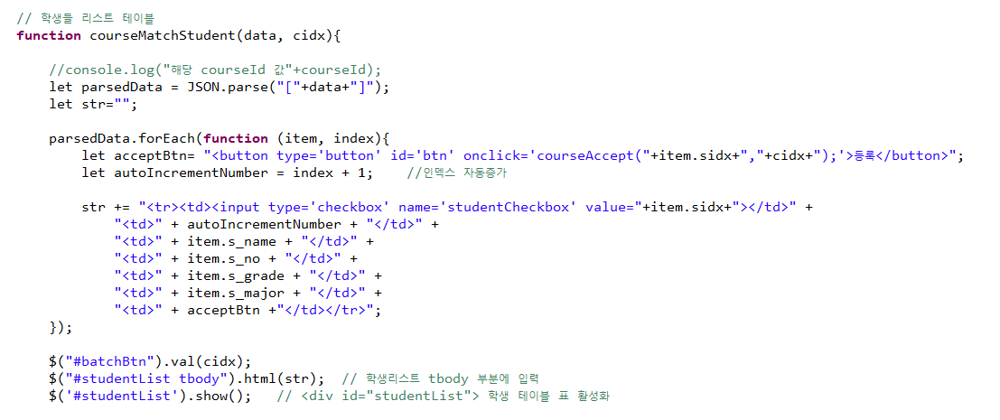 // 학생들 리스트 테이블
function courseMatchStudent(data, cidx){
//console.log("해당 courseId 값"+courseId);
let parsedData = JSON.parse("["+data+"]");
let str="";
parsedData.forEach(function (item, index){
let acceptBtn= "<button type='button' id='btn' onclick='courseAccept("+item.sidx+","+cidx+");'>등록</button>";
let autoIncrementNumber = index + 1;    //인덱스 자동증가
str += "<tr><td><input type='checkbox' name='studentCheckbox' value="+item.sidx+"></td>" +
"<td>" + autoIncrementNumber + "</td>" +
"<td>" + item.s_name + "</td>" +
"<td>" + item.s_no + "</td>" +
"<td>" + item.s_grade + "</td>" +
"<td>" + item.s_major + "</td>" +
"<td>" + acceptBtn +"</td></tr>";
});
$("#batchBtn").val(cidx);
$("#studentList tbody").html(str);  // 학생리스트 tbody 부분에 입력
$('#studentList').show();   // <div id="studentList"> 학생 테이블 표 활성화